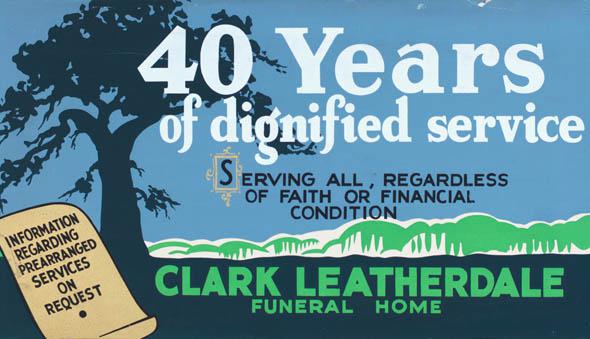 40 Years
of dignified service
SERVING ALL, REGARDLESS
OF FAITH OR FINANCIAL
CONDITION
INFORMATION
REGARDING
PREARRANGED
SERVICES
ON
REQUEST
CLARK LEATHERDALE
FUNERAL HOME